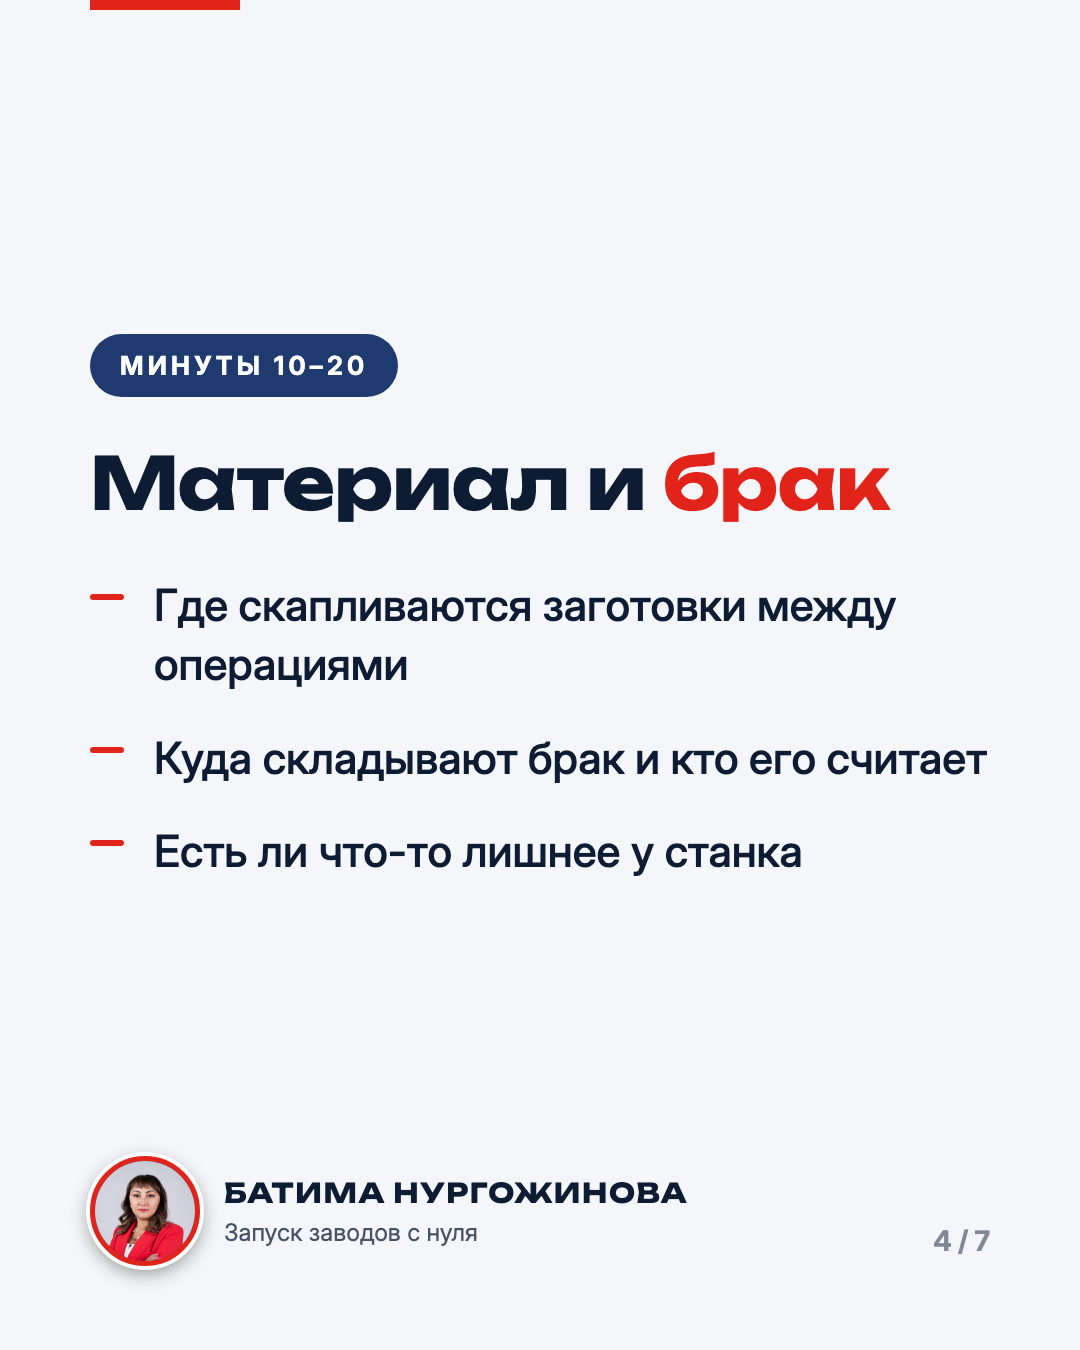 МИНУТЫ 10–20
Материал и брак
— Где скапливаются заготовки между
операциями
— Куда складывают брак и кто его считает
— Есть ли что-то лишнее у станка
БАТИМА НУРГОЖИНОВА
Запуск заводов с нуля
4 / 7